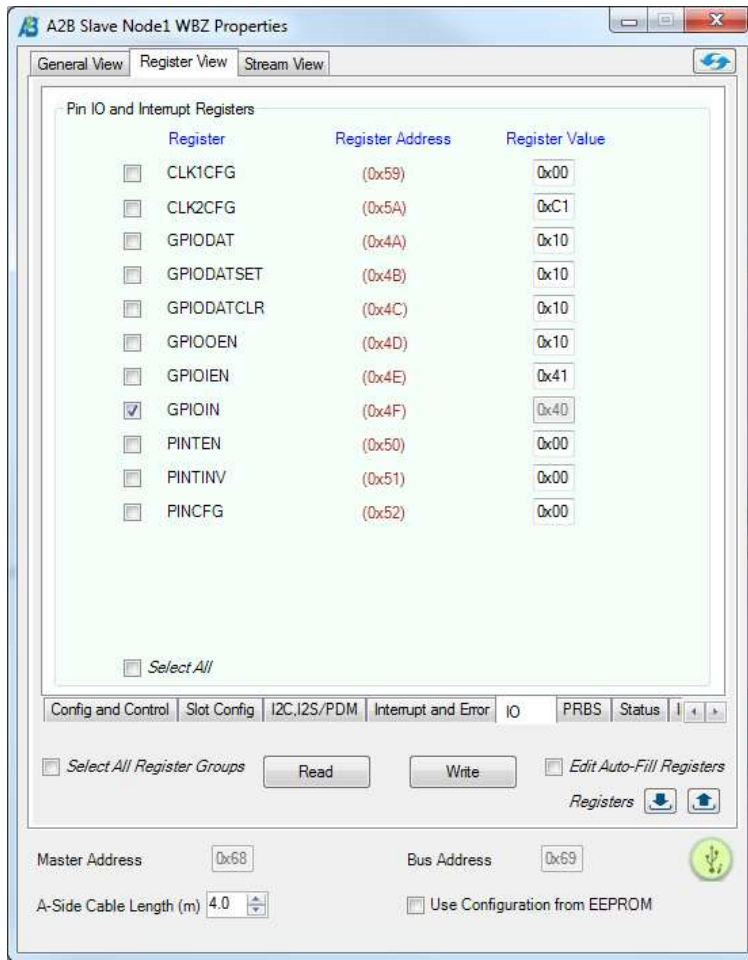 A2B Slave Node1 WBZ Properties
General View Register View Stream View
Pin IO and Interrupt Registers
Register Register Address Register Value
CLK1CFG (0x59) 0x00
CLK2CFG (0x5A) 0xC1
GPIODAT (0x4A) 0x10
GPIODATSET (0x4B) 0x10
GPIODATCLR (0x4C) 0x10
GPIOOEN (0x4D) 0x10
GPIOIEN (0x4E) 0x41
GPIOIN (0x4F) 0x40
PINTEN (0x50) 0x00
PINTINV (0x51) 0x00
PINCFG (0x52) 0x00
Select All
Config and Control Slot Config I2C,I2S/PDM Interrupt and Error IO PRBS Status
Select All Register Groups Read Write Edit Auto-Fill Registers
Registers
Master Address 0x68 Bus Address 0x69
A-Side Cable Length (m) 4.0 Use Configuration from EEPROM